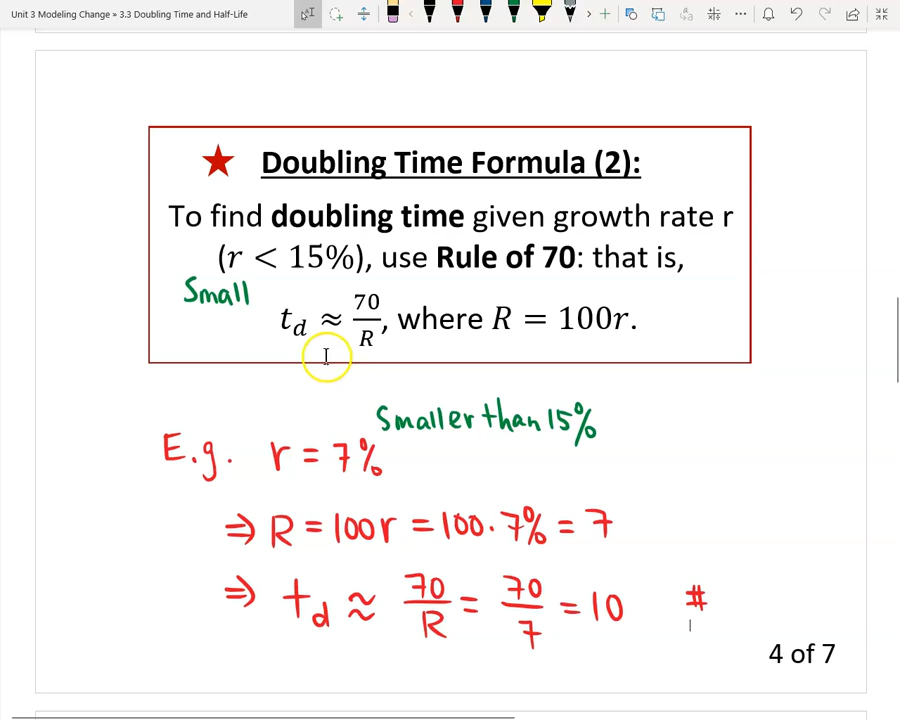 Unit 3 Modeling Change » 3.3 Doubling Time and Half-Life
★ Doubling Time Formula (2):
To find doubling time given growth rate r
(r < 15%), use Rule of 70: that is,
Small
t_d ≈ 70/R, where R = 100r.
Smaller than 15%
E.g. r = 7%
⇒ R = 100r = 100·7% = 7
⇒ t_d ≈ 70/R = 70/7 = 10 #
4 of 7